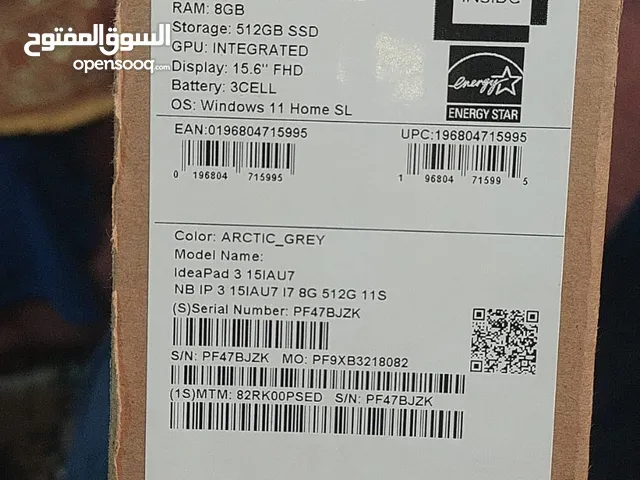 RAM: 8GB
Storage: 512GB SSD
GPU: INTEGRATED
Display: 15.6" FHD
Battery: 3CELL
OS: Windows 11 Home SL
السوق المفتوح
opensooq.com
energy
ENERGY STAR
EAN:0196804715995
UPC:196804715995
0 196804 715995
1 96804 71599 5
Color: ARCTIC_GREY
Model Name:
IdeaPad 3 15IAU7
NB IP 3 15IAU7 I7 8G 512G 11S
(S)Serial Number: PF47BJZK
S/N: PF47BJZK MO: PF9XB3218082
(1S)MTM: 82RK00PSED S/N: PF47BJZK